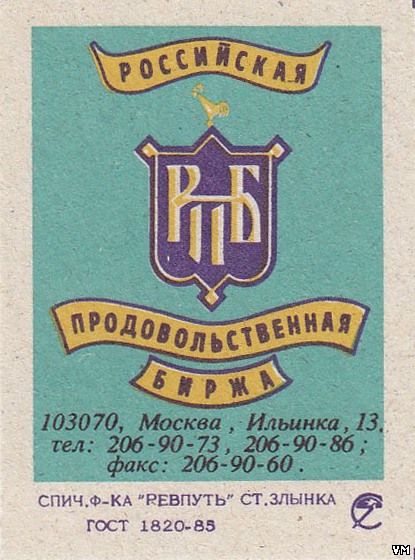 РОССИЙСКАЯ
РПБ
ПРОДОВОЛЬСТВЕННАЯ
БИРЖА
103070, Москва, Ильинка, 13.
тел: 206-90-73, 206-90-86;
факс: 206-90-60.
СПИЧ.Ф-КА "РЕВПУТЬ" СТ.ЗЛЫНКА
ГОСТ 1820-85
VM